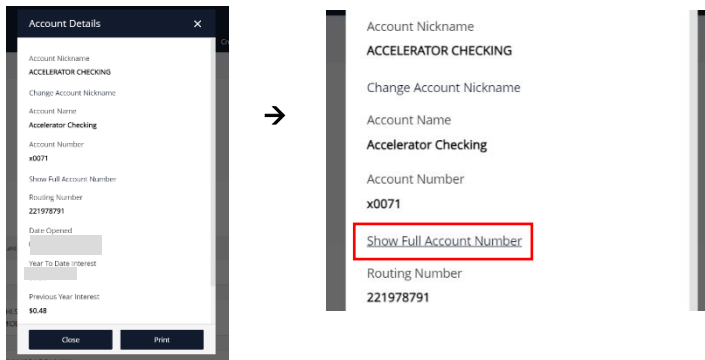 Account Details
Account Nickname
ACCELERATOR CHECKING
Change Account Nickname
Account Name
Accelerator Checking
Account Number
x0071
Show Full Account Number
Routing Number
221978791
Date Opened
Year To Date Interest
Previous Year Interest
$0.48
Close Print
Account Nickname
ACCELERATOR CHECKING
Change Account Nickname
Account Name
Accelerator Checking
Account Number
x0071
Show Full Account Number
Routing Number
221978791